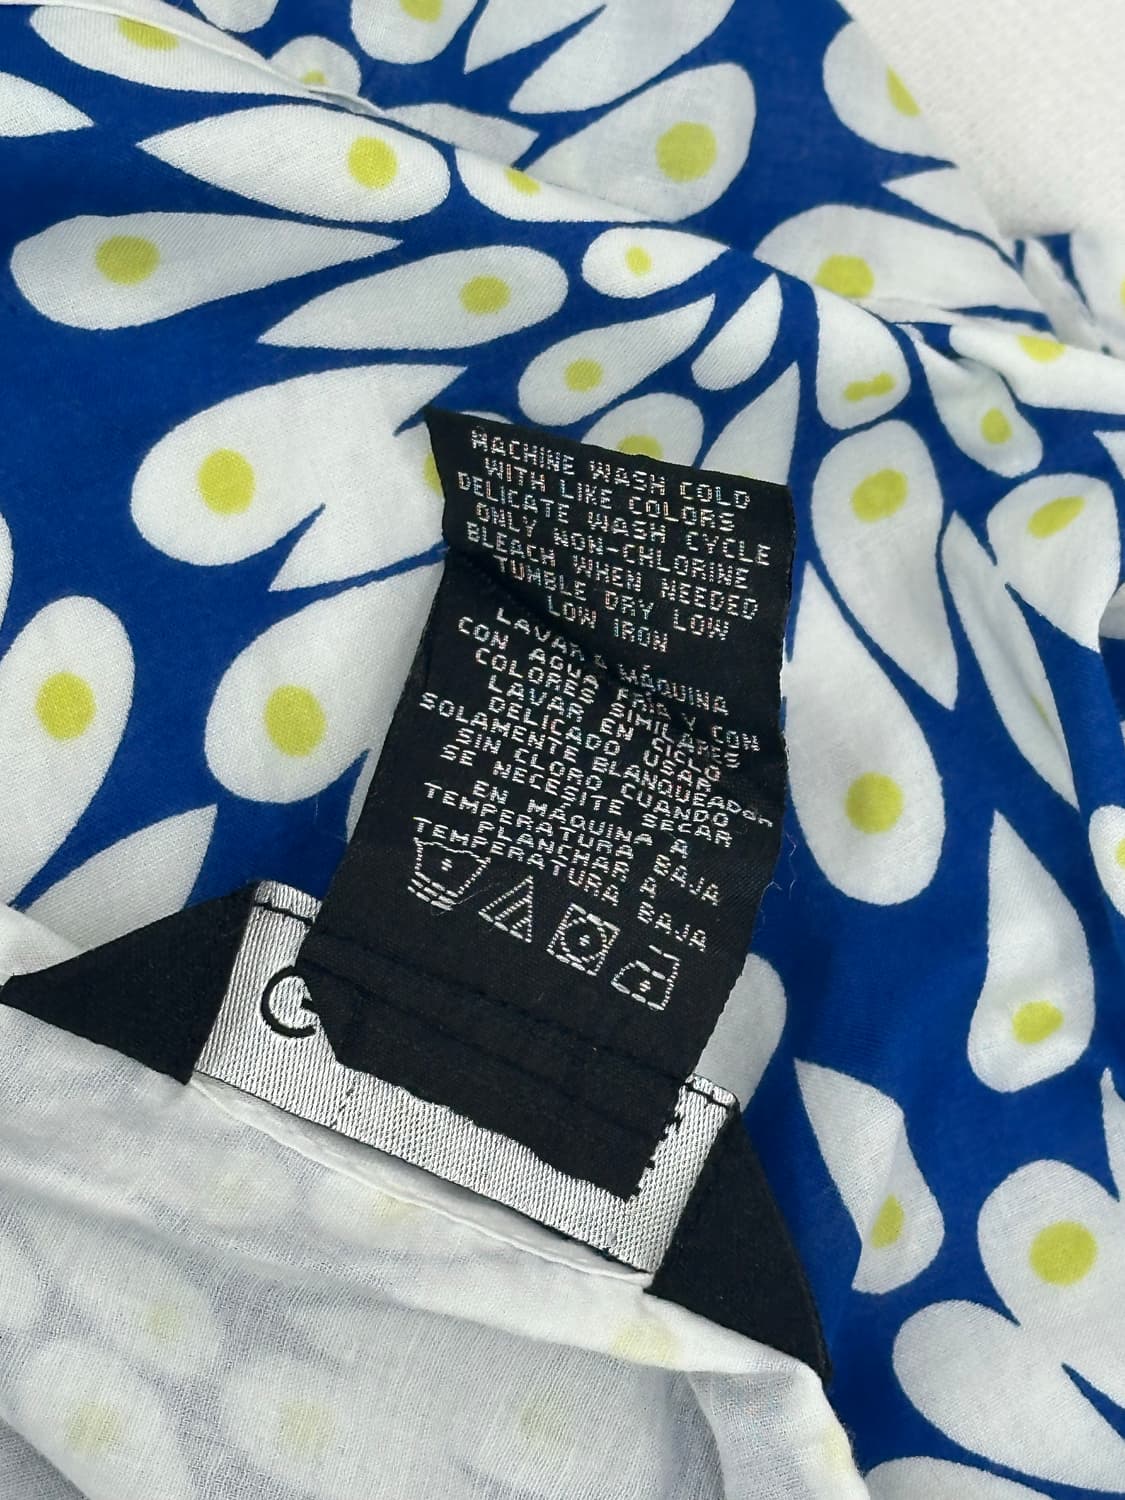 MACHINE WASH COLD
WITH LIKE COLORS
DELICATE WASH CYCLE
ONLY NON-CHLORINE
BLEACH WHEN NEEDED
TUMBLE DRY LOW
LOW IRON
LAVAR A MÁQUINA
CON AGUA FRIA Y CON
COLORES SIMILARES
LAVAR EN CICLO
DELICADO USAR
SOLAMENTE BLANQUEADOR
SIN CLORO CUANDO
SE NECESITE SECAR
EN MÁQUINA A
TEMPERATURA BAJA
PLANCHAR A
TEMPERATURA BAJA